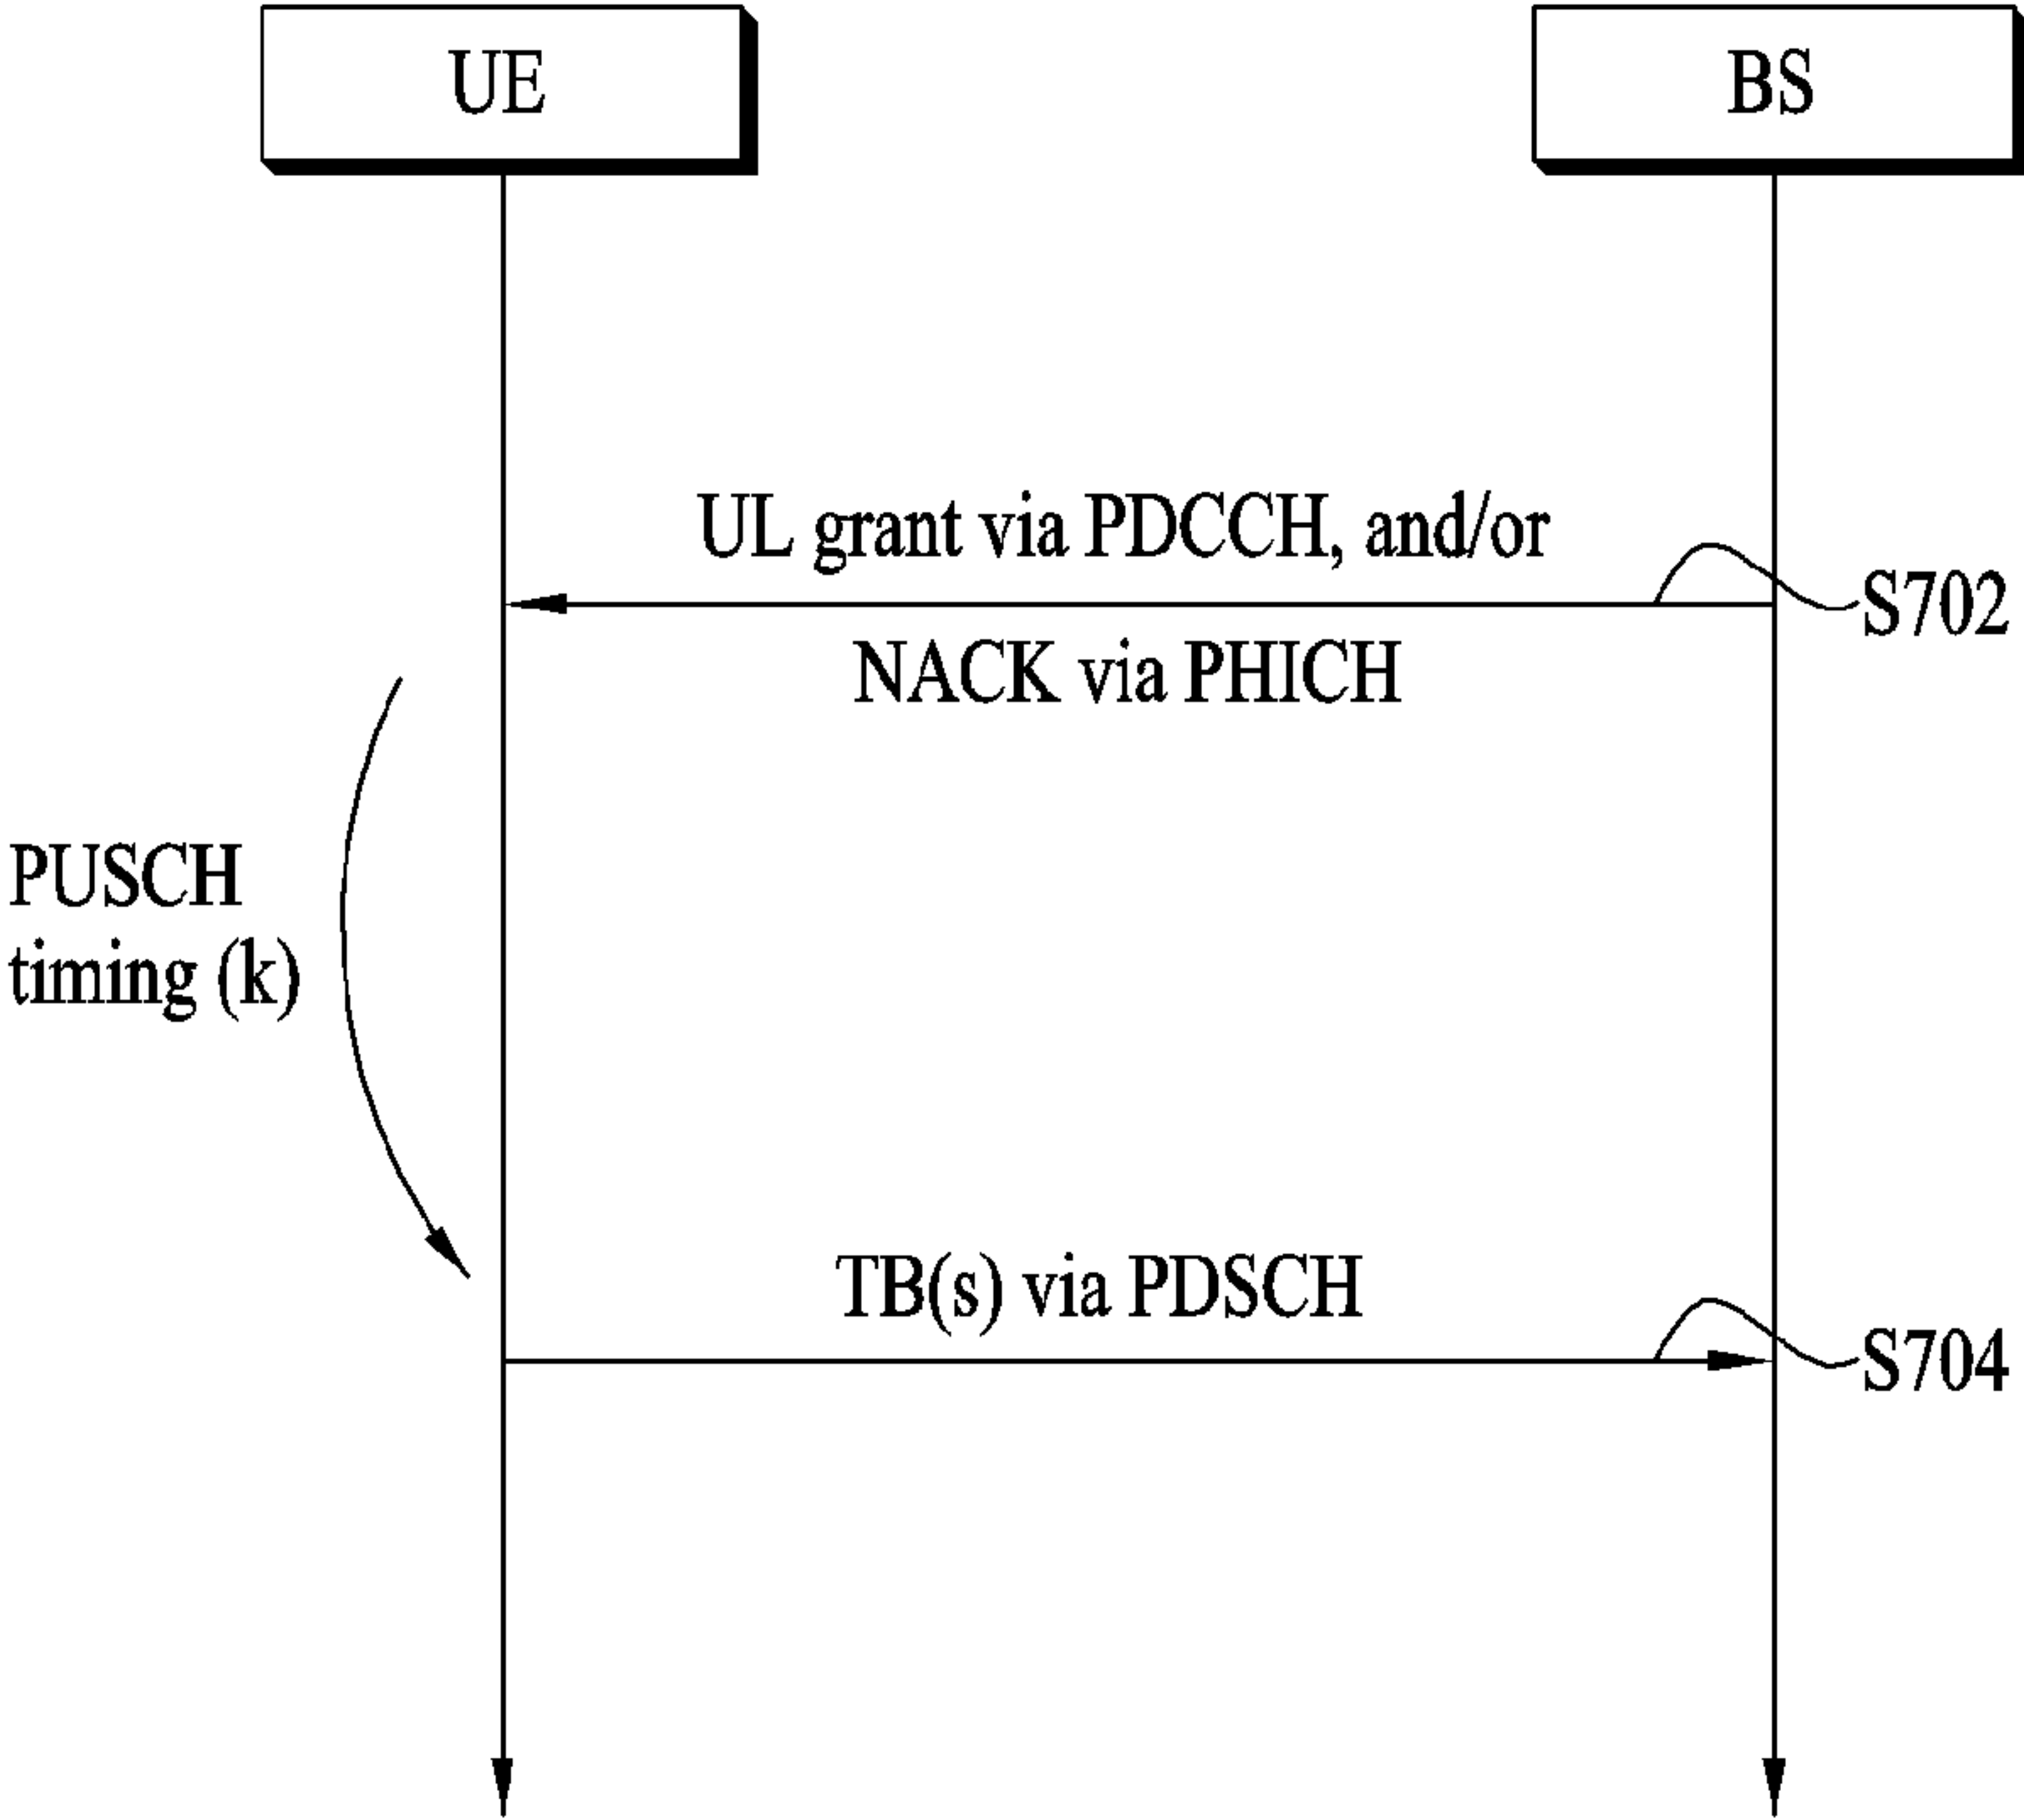 UE
BS
UL grant via PDCCH, and/or
S702
NACK via PHICH
PUSCH
timing (k)
TB(s) via PDSCH
S704